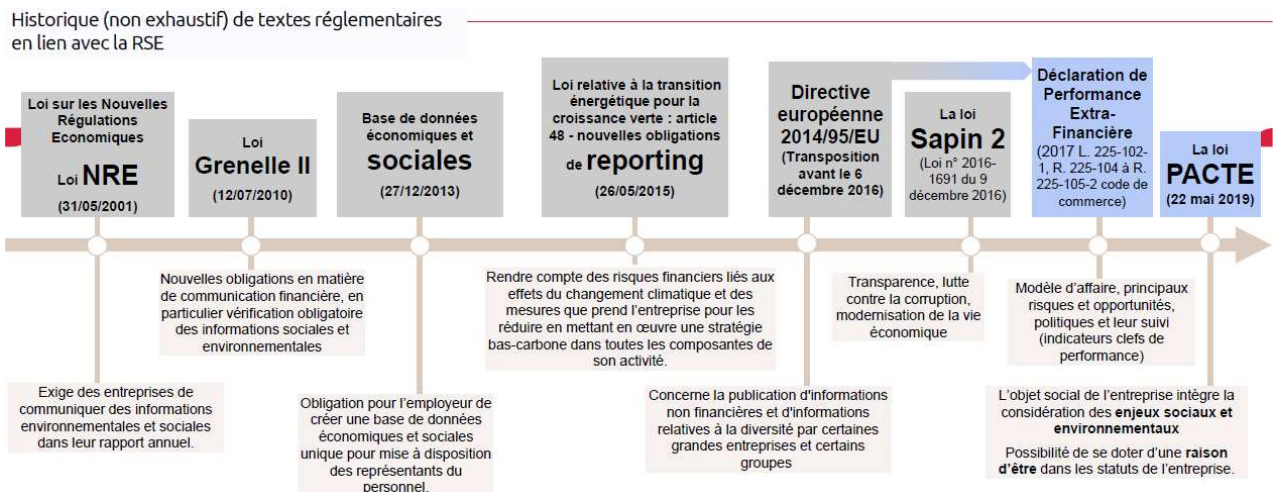 Historique (non exhaustif) de textes réglementaires
en lien avec la RSE
Loi sur les Nouvelles
Régulations
Economiques
Loi NRE
(31/05/2001)
Loi
Grenelle II
(12/07/2010)
Base de données
économiques et
sociales
(27/12/2013)
Loi relative à la transition
énergétique pour la
croissance verte : article
48 - nouvelles obligations
de reporting
(26/05/2015)
Directive
européenne
2014/95/EU
(Transposition
avant le 6
décembre 2016)
La loi
Sapin 2
(Loi n° 2016-
1691 du 9
décembre 2016)
Déclaration de
Performance
Extra-
Financière
(2017 L. 225-102-
1, R. 225-104 à R.
225-105-2 code de
commerce)
La loi
PACTE
(22 mai 2019)
Exige des entreprises de
communiquer des informations
environnementales et sociales
dans leur rapport annuel.
Nouvelles obligations en matière
de communication financière, en
particulier vérification obligatoire
des informations sociales et
environnementales
Obligation pour l'employeur de
créer une base de données
économiques et sociales
unique pour mise à disposition
des représentants du
personnel.
Rendre compte des risques financiers liés aux
effets du changement climatique et des
mesures que prend l'entreprise pour les
réduire en mettant en œuvre une stratégie
bas-carbone dans toutes les composantes de
son activité.
Concerne la publication d'informations
non financières et d'informations
relatives à la diversité par certaines
grandes entreprises et certains
groupes
Transparence, lutte
contre la corruption,
modernisation de la vie
économique
Modèle d'affaire, principaux
risques et opportunités,
politiques et leur suivi
(indicateurs clefs de
performance)
L'objet social de l'entreprise intègre la
considération des enjeux sociaux et
environnementaux
Possibilité de se doter d'une raison
d'être dans les statuts de l'entreprise.